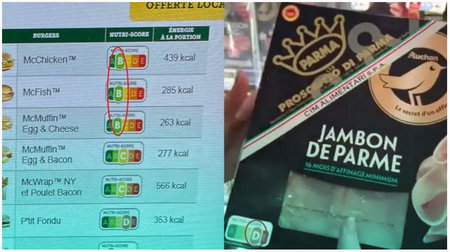 OFFERTE LOCA
BURGERS
NUTRI-SCORE
ÉNERGIE
À LA PORTION
McChicken™
NUTRI-SCORE
B D E
439 kcal
McFish™
NUTRI-SCORE
B C D E
285 kcal
McMuffin™
Egg & Cheese
NUTRI-SCORE
B C D E
263 kcal
McMuffin™
Egg & Bacon
NUTRI-SCORE
C
277 kcal
McWrap™ NY
et Poulet Bacon
NUTRI-SCORE
C
566 kcal
P'tit Fondu
NUTRI-SCORE
D
353 kcal
PARMA
PROSCIUTTO DI PARMA
CIM ALIMENTARI S.P.A.
Auchan
Le secret d'un
JAMBON
DE PARME
16 MOIS D'AFFINAGE MINIMUM
D